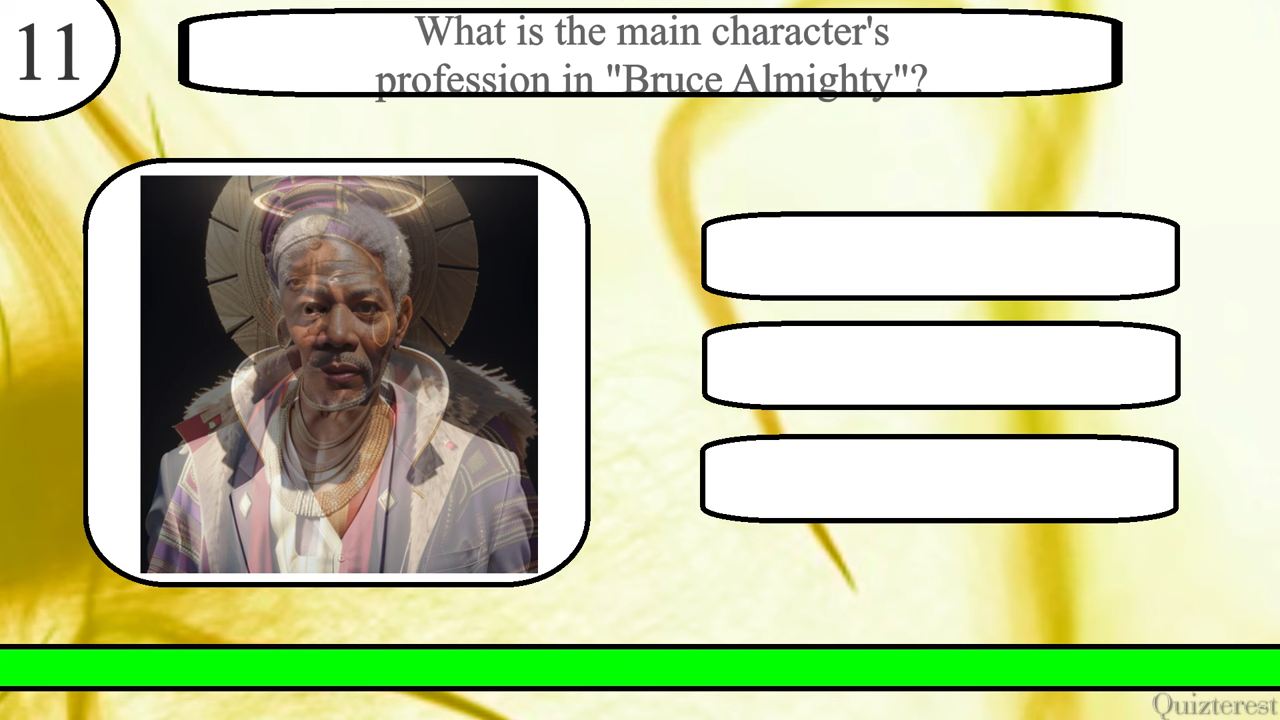 11
What is the main character's
profession in "Bruce Almighty"?
Quizterest